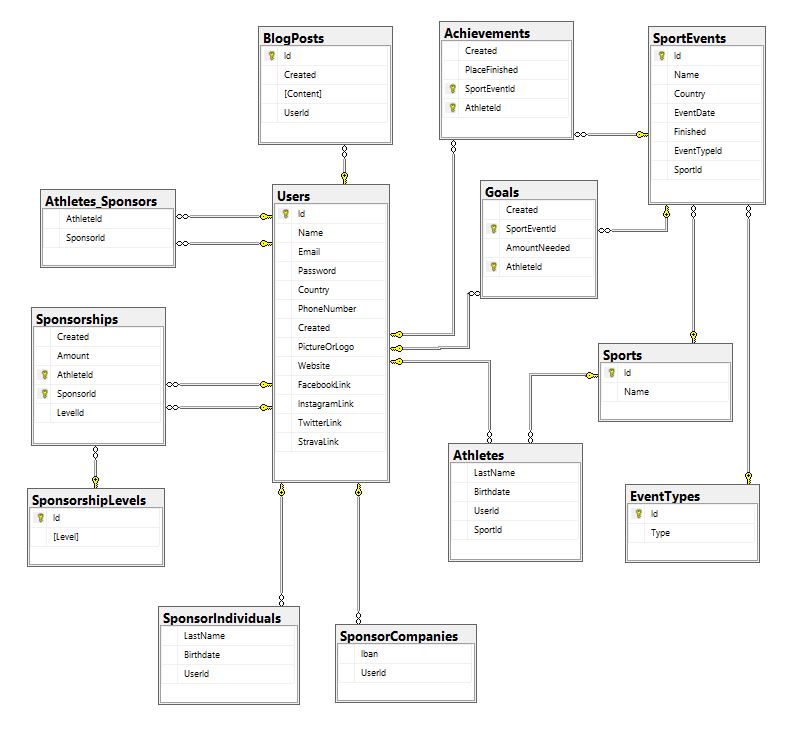 BlogPosts
Id
Created
[Content]
UserId
Achievements
Created
PlaceFinished
SportEventId
AthleteId
SportEvents
Id
Name
Country
EventDate
Finished
EventTypeId
SportId
Athletes_Sponsors
AthleteId
SponsorId
Users
Id
Name
Email
Password
Country
PhoneNumber
Created
PictureOrLogo
Website
FacebookLink
InstagramLink
TwitterLink
StravaLink
Goals
Created
SportEventId
AmountNeeded
AthleteId
Sponsorships
Created
Amount
AthleteId
SponsorId
LevelId
Sports
Id
Name
Athletes
LastName
Birthdate
UserId
SportId
SponsorshipLevels
Id
[Level]
EventTypes
Id
Type
SponsorIndividuals
LastName
Birthdate
UserId
SponsorCompanies
Iban
UserId